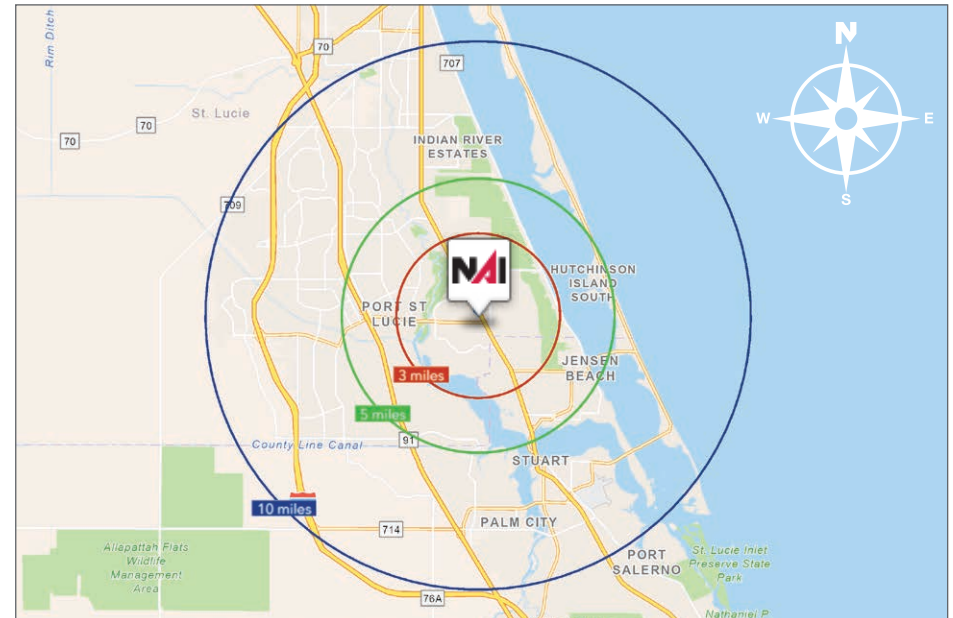 Rim Ditch
70
707
N
St. Lucie
70
70
W
E
INDIAN RIVER
ESTATES
S
709
NAI
HUTCHINSON
ISLAND
SOUTH
PORT ST
LUCIE
JENSEN
BEACH
3 miles
5 miles
91
County Line Canal
STUART
10 miles
714
PALM CITY
Allapattah Flats
Wildlife
Management
Area
PORT
SALERNO
St. Lucie Inlet
Preserve State
Park
76A
Nathaniel P